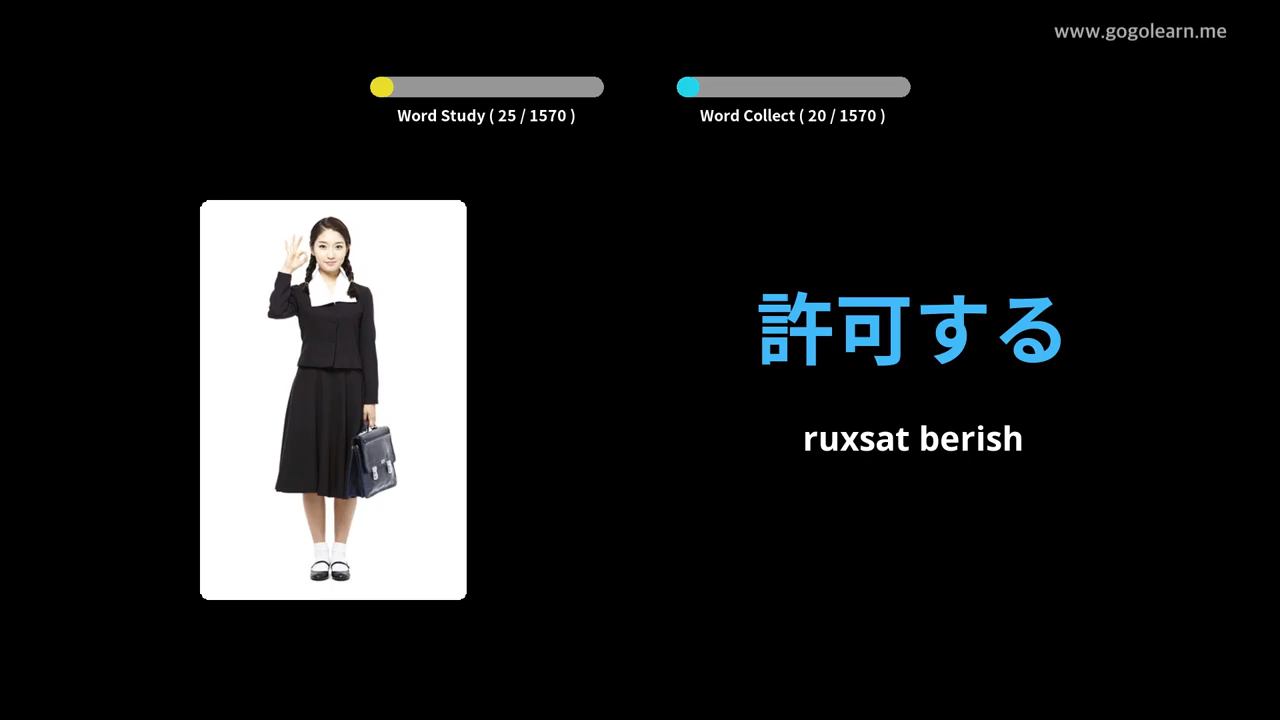 www.gogolearn.me
Word Study ( 25 / 1570 )
Word Collect ( 20 / 1570 )
許可する
ruxsat berish